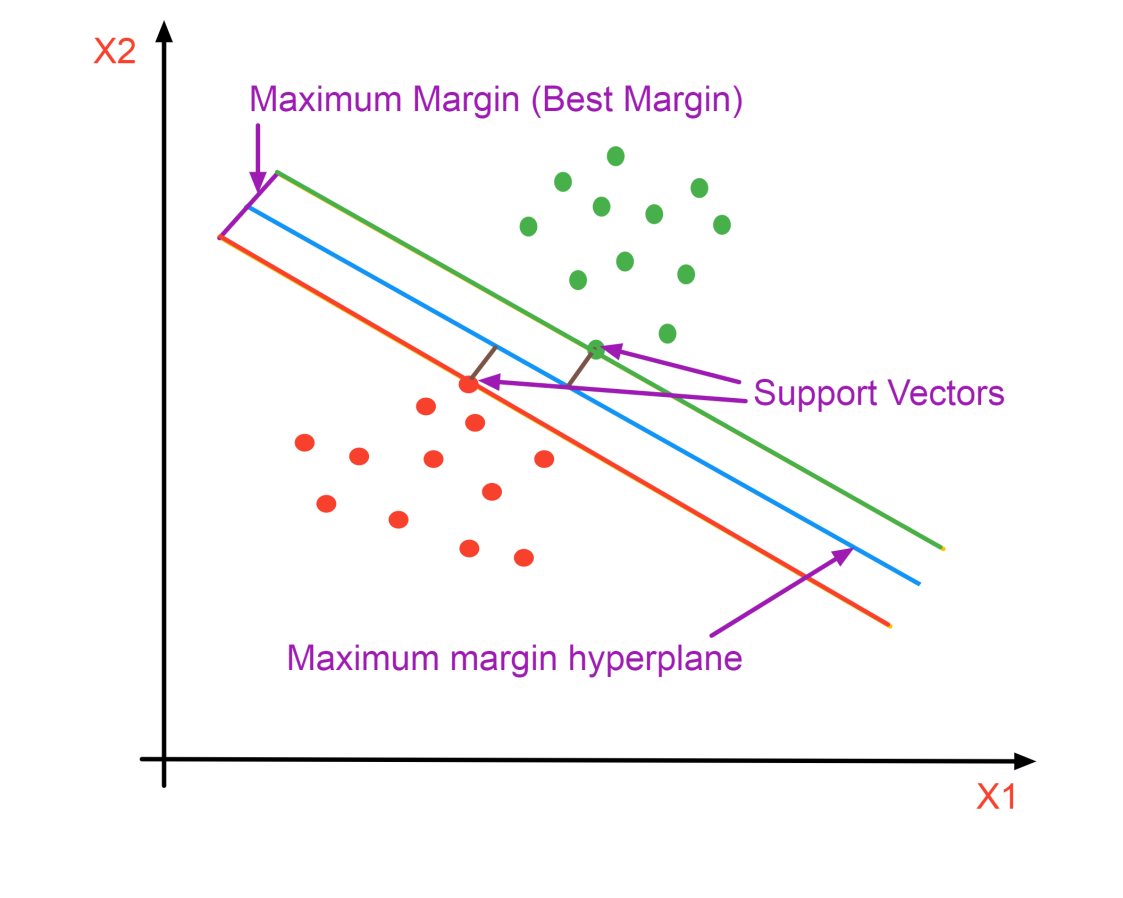 X2
Maximum Margin (Best Margin)
Support Vectors
Maximum margin hyperplane
X1